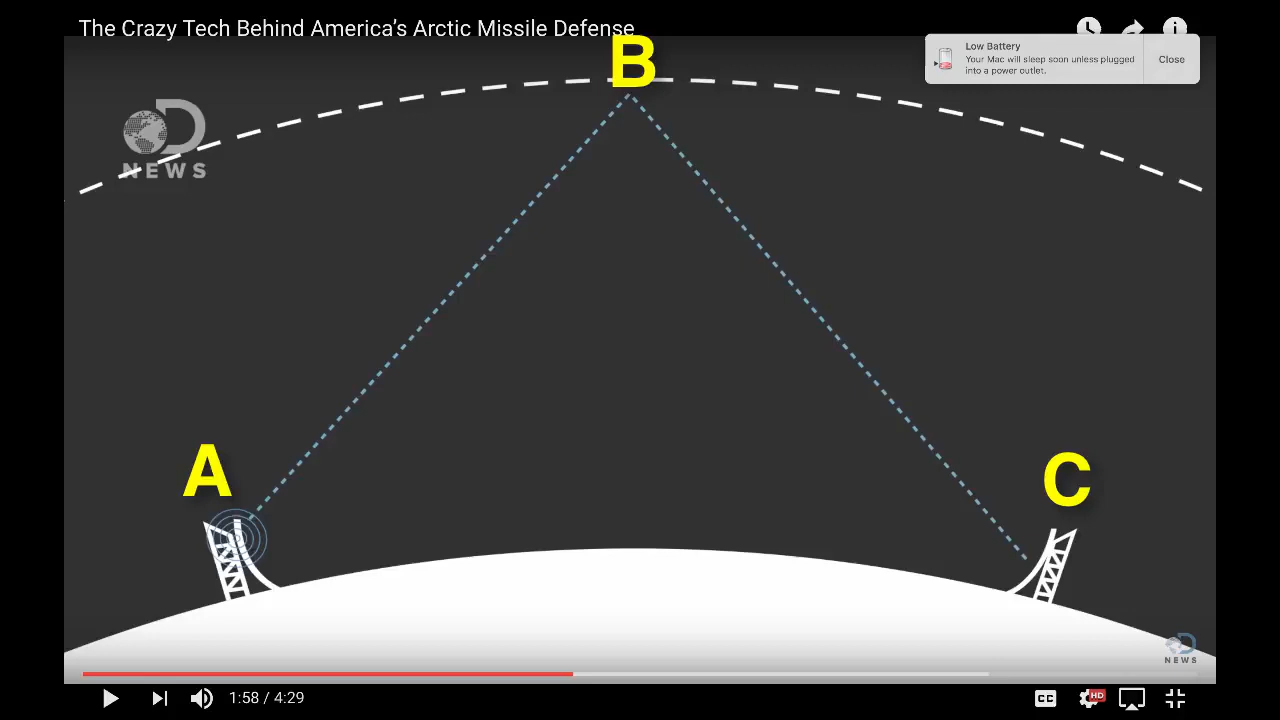 The Crazy Tech Behind America's Arctic Missile Defense
Low Battery
Your Mac will sleep soon unless plugged
into a power outlet.
Close
B
NEWS
A
C
NEWS
1:58 / 4:29
CC
HD